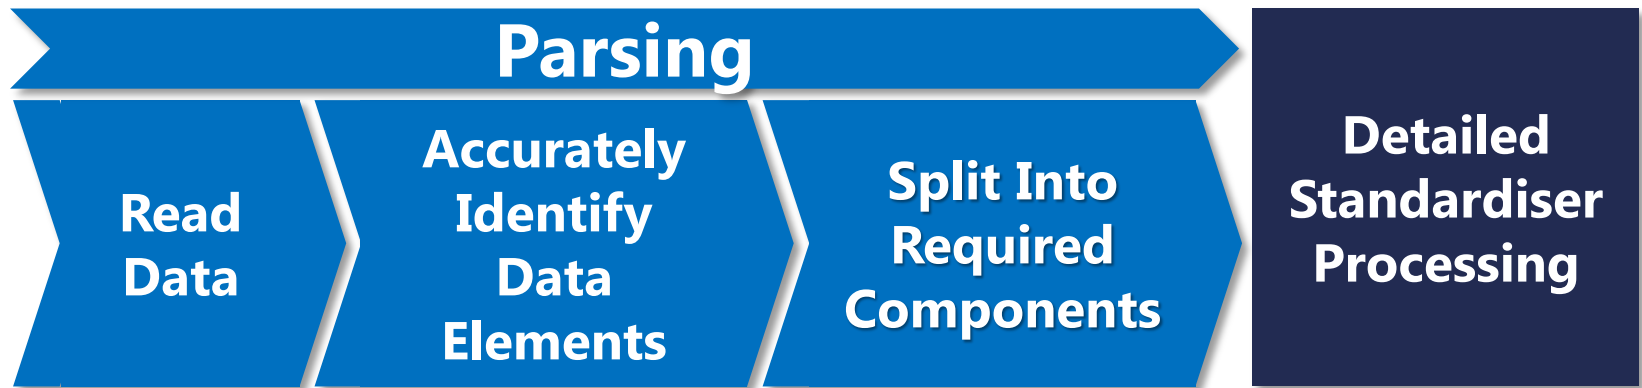 Parsing
Read
Data
Accurately
Identify
Data
Elements
Split Into
Required
Components
Detailed
Standardiser
Processing